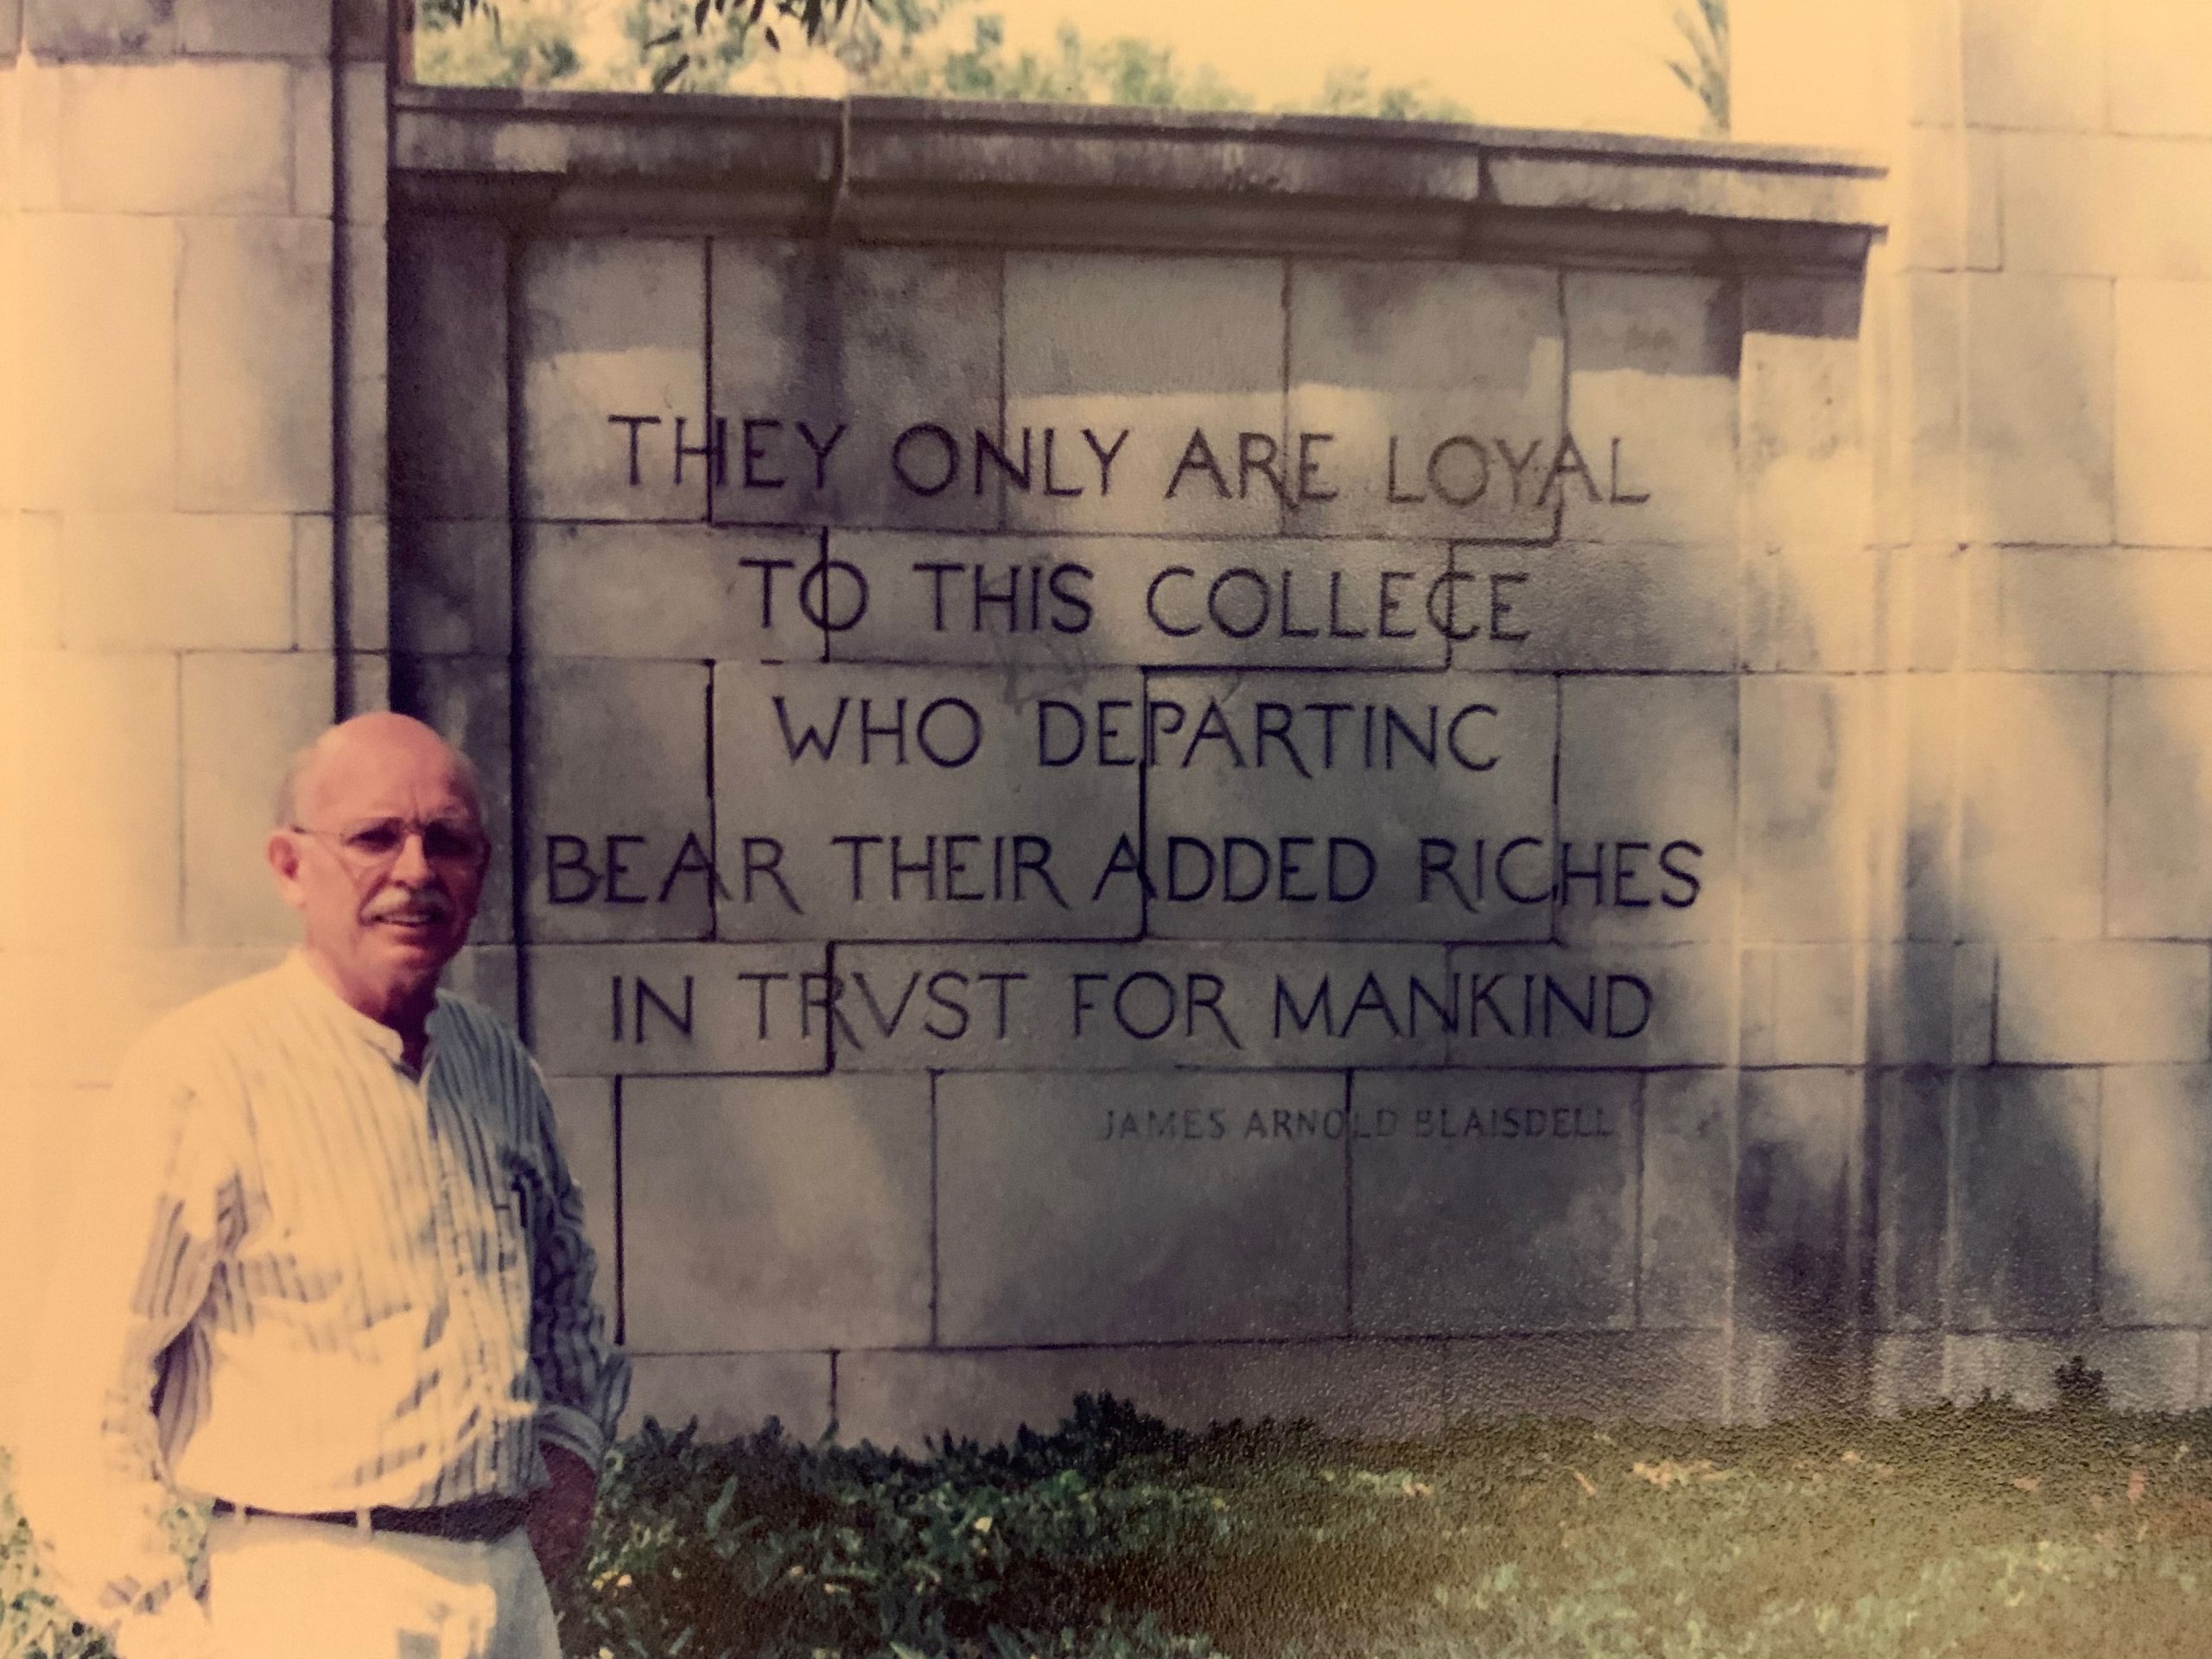 THEY ONLY ARE LOYAL
TO THIS COLLEGE
WHO DEPARTING
BEAR THEIR ADDED RICHES
IN TRVST FOR MANKIND
JAMES ARNOLD BLAISDELL